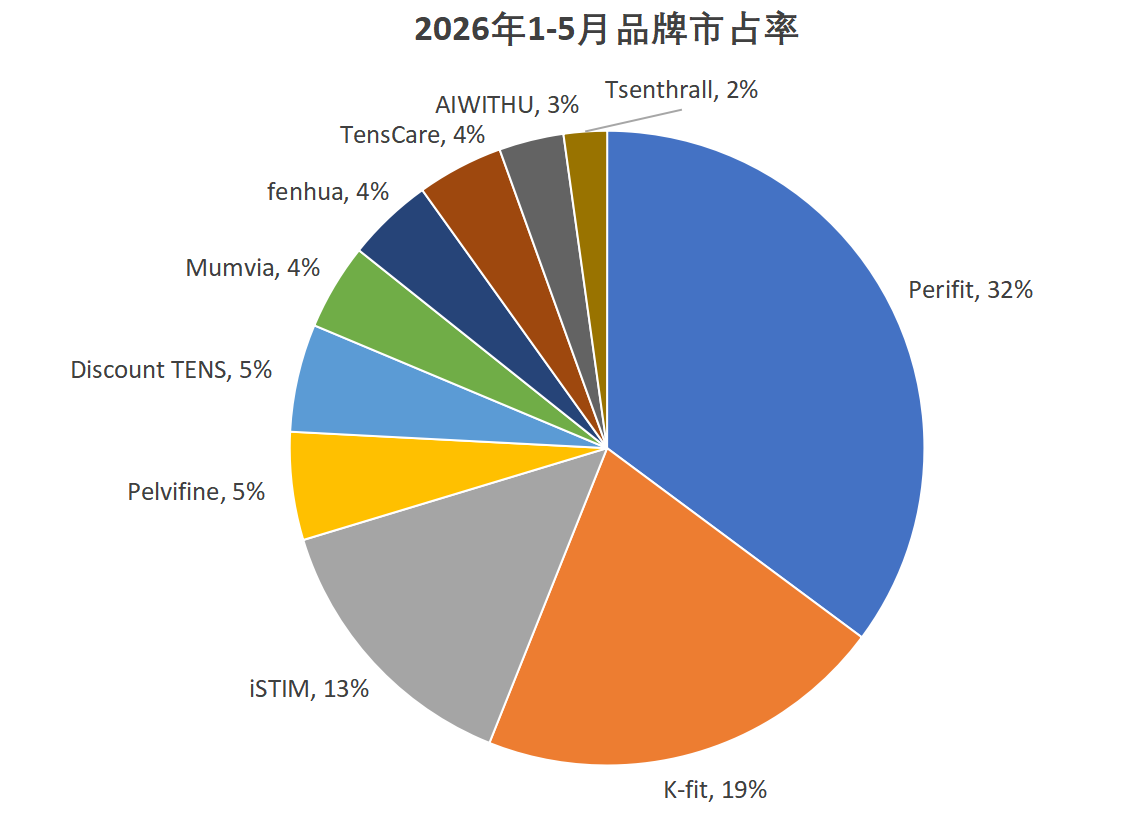 2026年1-5月品牌市占率
Tsenthrall, 2%
AIWITHU, 3%
TensCare, 4%
fenhua, 4%
Mumvia, 4%
Perifit, 32%
Discount TENS, 5%
Pelvifine, 5%
iSTIM, 13%
K-fit, 19%